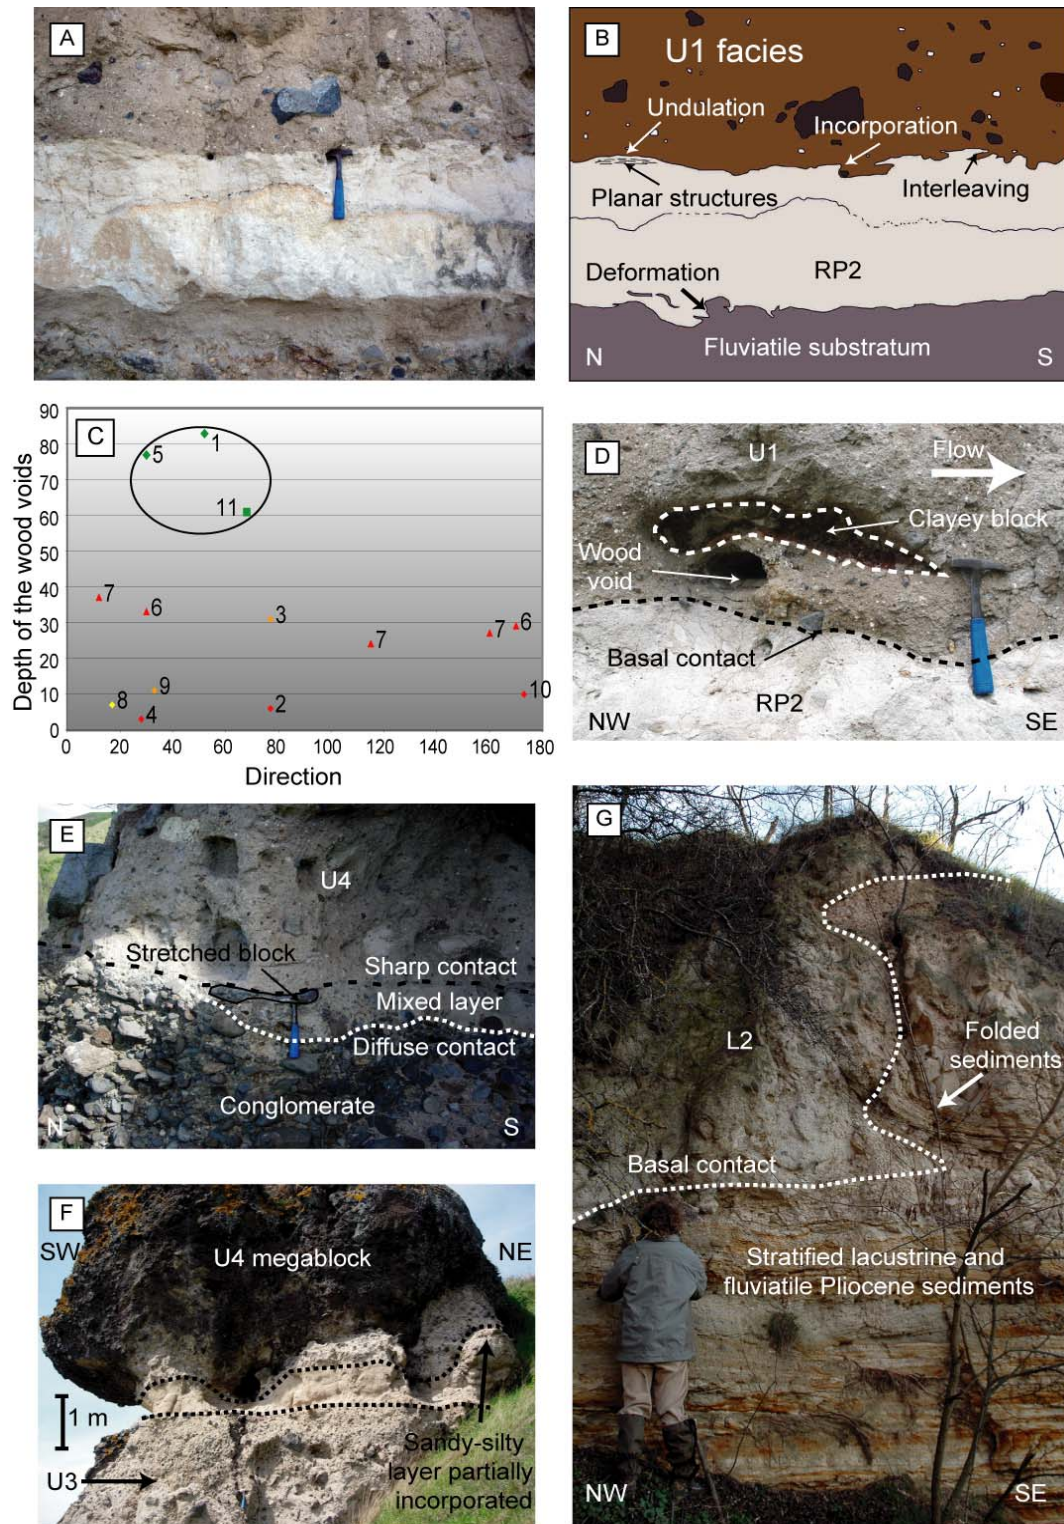 A
B
U1 facies
Undulation
Incorporation
Planar structures
Interleaving
RP2
Deformation
Fluviatile substratum
N
S
C
Depth of the wood voids
90
80
70
60
50
40
30
20
10
0
5
1
11
7
6
3
7
7
6
8
9
4
2
10
0
20
40
60
80
100
120
140
160
180
Direction
D
U1
Flow
Clayey block
Wood
void
Basal contact
RP2
NW
SE
E
U4
Stretched block
Sharp contact
Mixed layer
Diffuse contact
Conglomerate
N
S
F
SW
NE
U4 megablock
1 m
U3
Sandy-silty
layer partially
incorporated
G
L2
Folded
sediments
Basal contact
Stratified lacustrine and
fluviatile Pliocene sediments
NW
SE